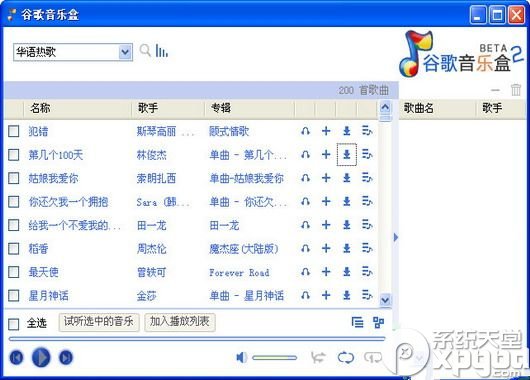 谷歌音乐盒
华语热歌
BETA
谷歌音乐盒2
200 首歌曲
名称 歌手 专辑 歌曲名 歌手
犯错 斯琴高丽 ... 顾式情歌
第几个100天 林俊杰 单曲 - 第几个...
姑娘我爱你 索朗扎西 单曲-姑娘我爱你
你还欠我一个拥抱 Sara (韩... 单曲 - 你还欠...
给我一个不爱我的... 田一龙 田一龙
稻香 周杰伦 魔杰座(大陆版)
最天使 曾轶可 Forever Road
星月神话 金莎 单曲 - 星月神话
全选 试听选中的音乐 加入播放列表
系统天堂